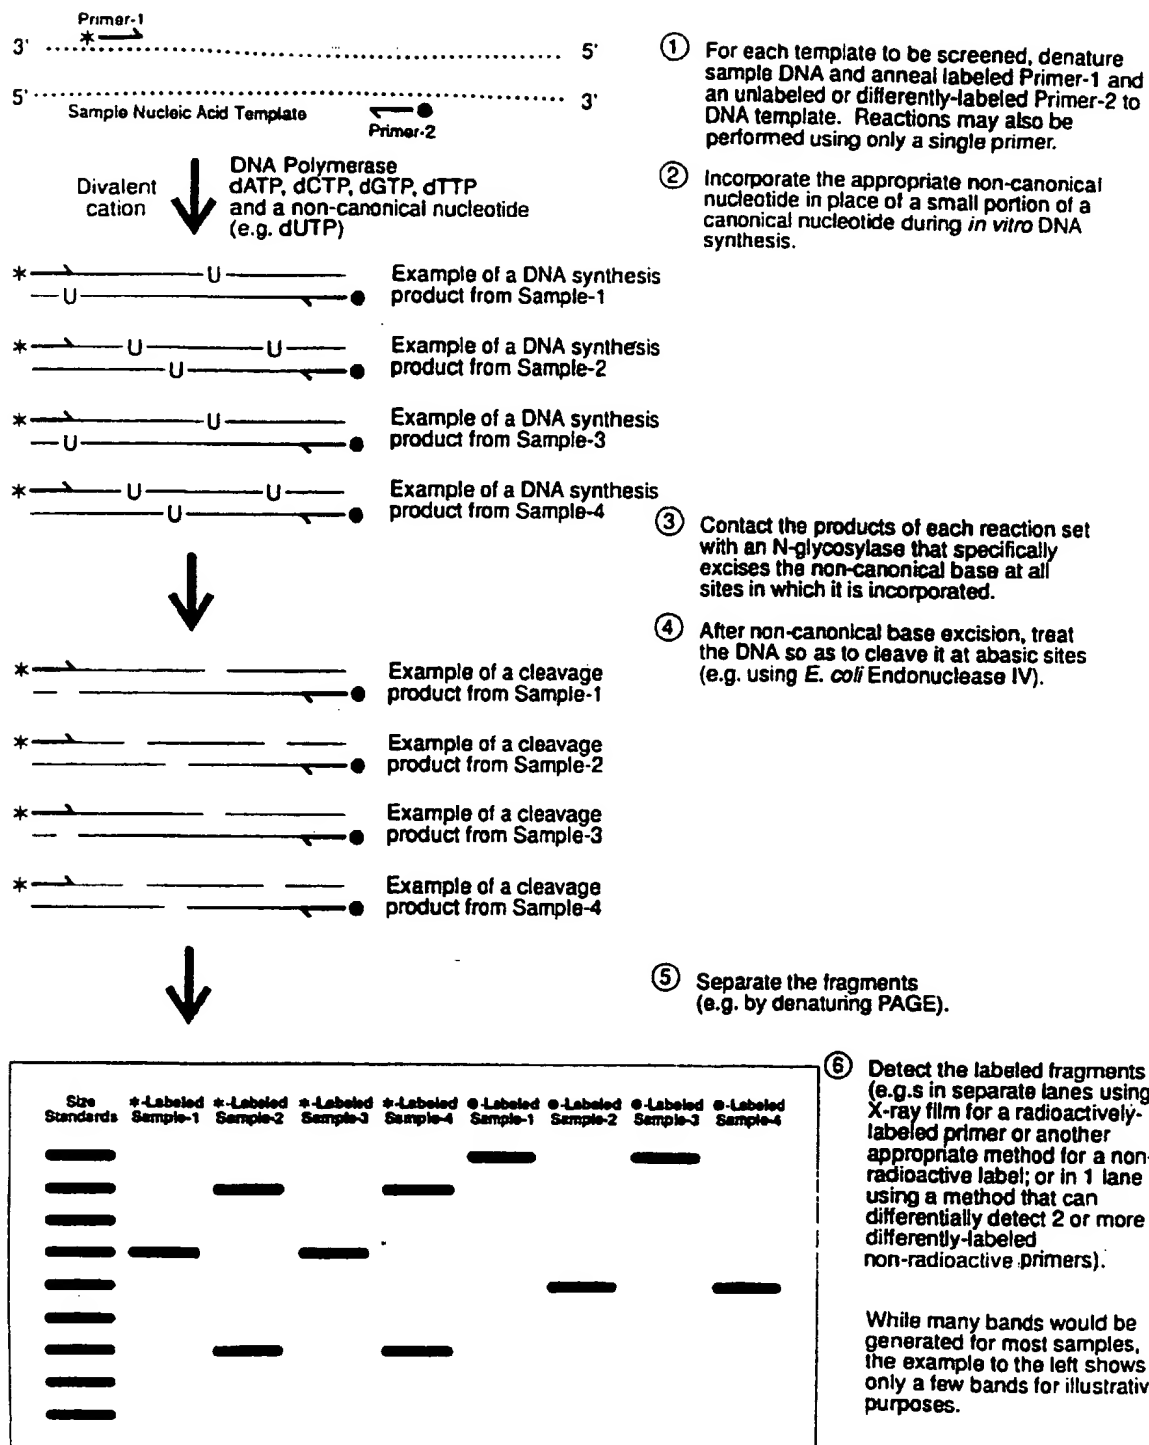 Primer-1
* 
3' 5'
5' 3'
Sample Nucleic Acid Template
Primer-2
Divalent
cation
DNA Polymerase
dATP, dCTP, dGTP, dTTP
and a non-canonical nucleotide
(e.g. dUTP)
① For each template to be screened, denature
sample DNA and anneal labeled Primer-1 and
an unlabeled or differently-labeled Primer-2 to
DNA template. Reactions may also be
performed using only a single primer.
② Incorporate the appropriate non-canonical
nucleotide in place of a small portion of a
canonical nucleotide during in vitro DNA
synthesis.
* U
U
Example of a DNA synthesis
product from Sample-1
* U U
U
Example of a DNA synthesis
product from Sample-2
* U
U
Example of a DNA synthesis
product from Sample-3
* U U
U
Example of a DNA synthesis
product from Sample-4
③ Contact the products of each reaction set
with an N-glycosylase that specifically
excises the non-canonical base at all
sites in which it is incorporated.
④ After non-canonical base excision, treat
the DNA so as to cleave it at abasic sites
(e.g. using E. coli Endonuclease IV).
*
Example of a cleavage
product from Sample-1
*
Example of a cleavage
product from Sample-2
*
Example of a cleavage
product from Sample-3
*
Example of a cleavage
product from Sample-4
⑤ Separate the fragments
(e.g. by denaturing PAGE).
Size
Standards
*-Labeled
Sample-1
*-Labeled
Sample-2
*-Labeled
Sample-3
*-Labeled
Sample-4
●-Labeled
Sample-1
●-Labeled
Sample-2
●-Labeled
Sample-3
●-Labeled
Sample-4
⑥ Detect the labeled fragments
(e.g.s in separate lanes using
X-ray film for a radioactively-
labeled primer or another
appropriate method for a non-
radioactive label; or in 1 lane
using a method that can
differentially detect 2 or more
differently-labeled
non-radioactive primers).
While many bands would be
generated for most samples,
the example to the left shows
only a few bands for illustrativ
purposes.